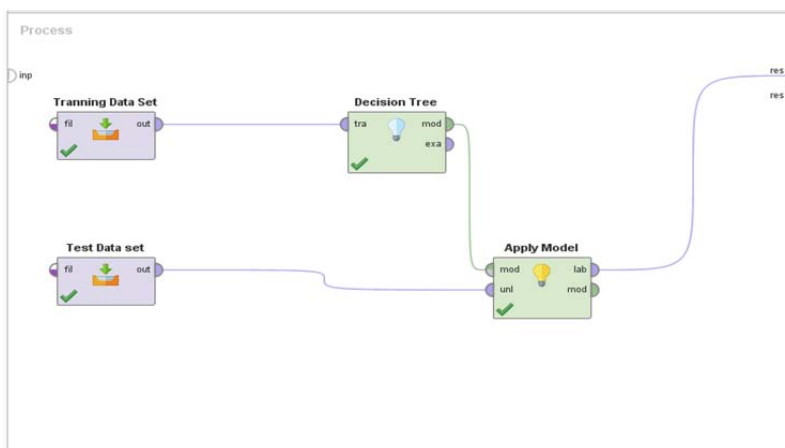 Process
inp
res
res
Tranning Data Set
fil out
Decision Tree
tra mod
exa
Test Data set
fil out
Apply Model
mod lab
unl mod